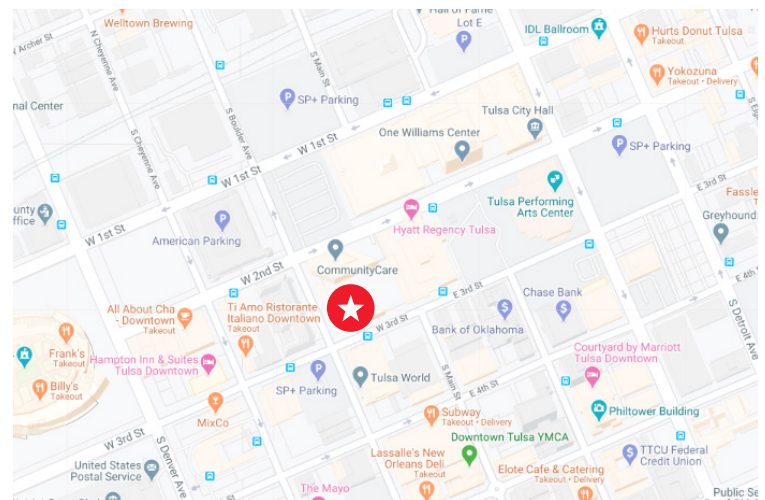 Welltown Brewing
Hall of Fame
Lot E
IDL Ballroom
Hurts Donut Tulsa
Takeout
W Archer St
N Cheyenne Ave
S Main St
Yokozuna
Takeout • Delivery
nal Center
S Boulder Ave
SP+ Parking
Tulsa City Hall
S Cheyenne Ave
W 1st St
One Williams Center
SP+ Parking
W 1st St
E 3rd St
Tulsa Performing
Arts Center
Fassle
Takeout
unty
ffice
American Parking
Hyatt Regency Tulsa
Greyhound
W 1st St
W 2nd St
CommunityCare
E 4th St
All About Cha
- Downtown
Takeout
Ti Amo Ristorante
Italiano Downtown
Takeout
E 3rd St
Chase Bank
S Detroit Ave
W 3rd St
Bank of Oklahoma
Frank's
Takeout
Hampton Inn & Suites
Tulsa Downtown
Courtyard by Marriott
Tulsa Downtown
Billy's
Takeout
SP+ Parking
Tulsa World
S Main St
E 4th St
MixCo
Subway
Takeout • Delivery
Philtower Building
W 3rd St
S Denver Ave
Downtown Tulsa YMCA
United States
Postal Service
Lassalle's New
Orleans Deli
Takeout
TTCU Federal
Credit Union
Elote Cafe & Catering
Takeout • Delivery
The Mayo
Public Se